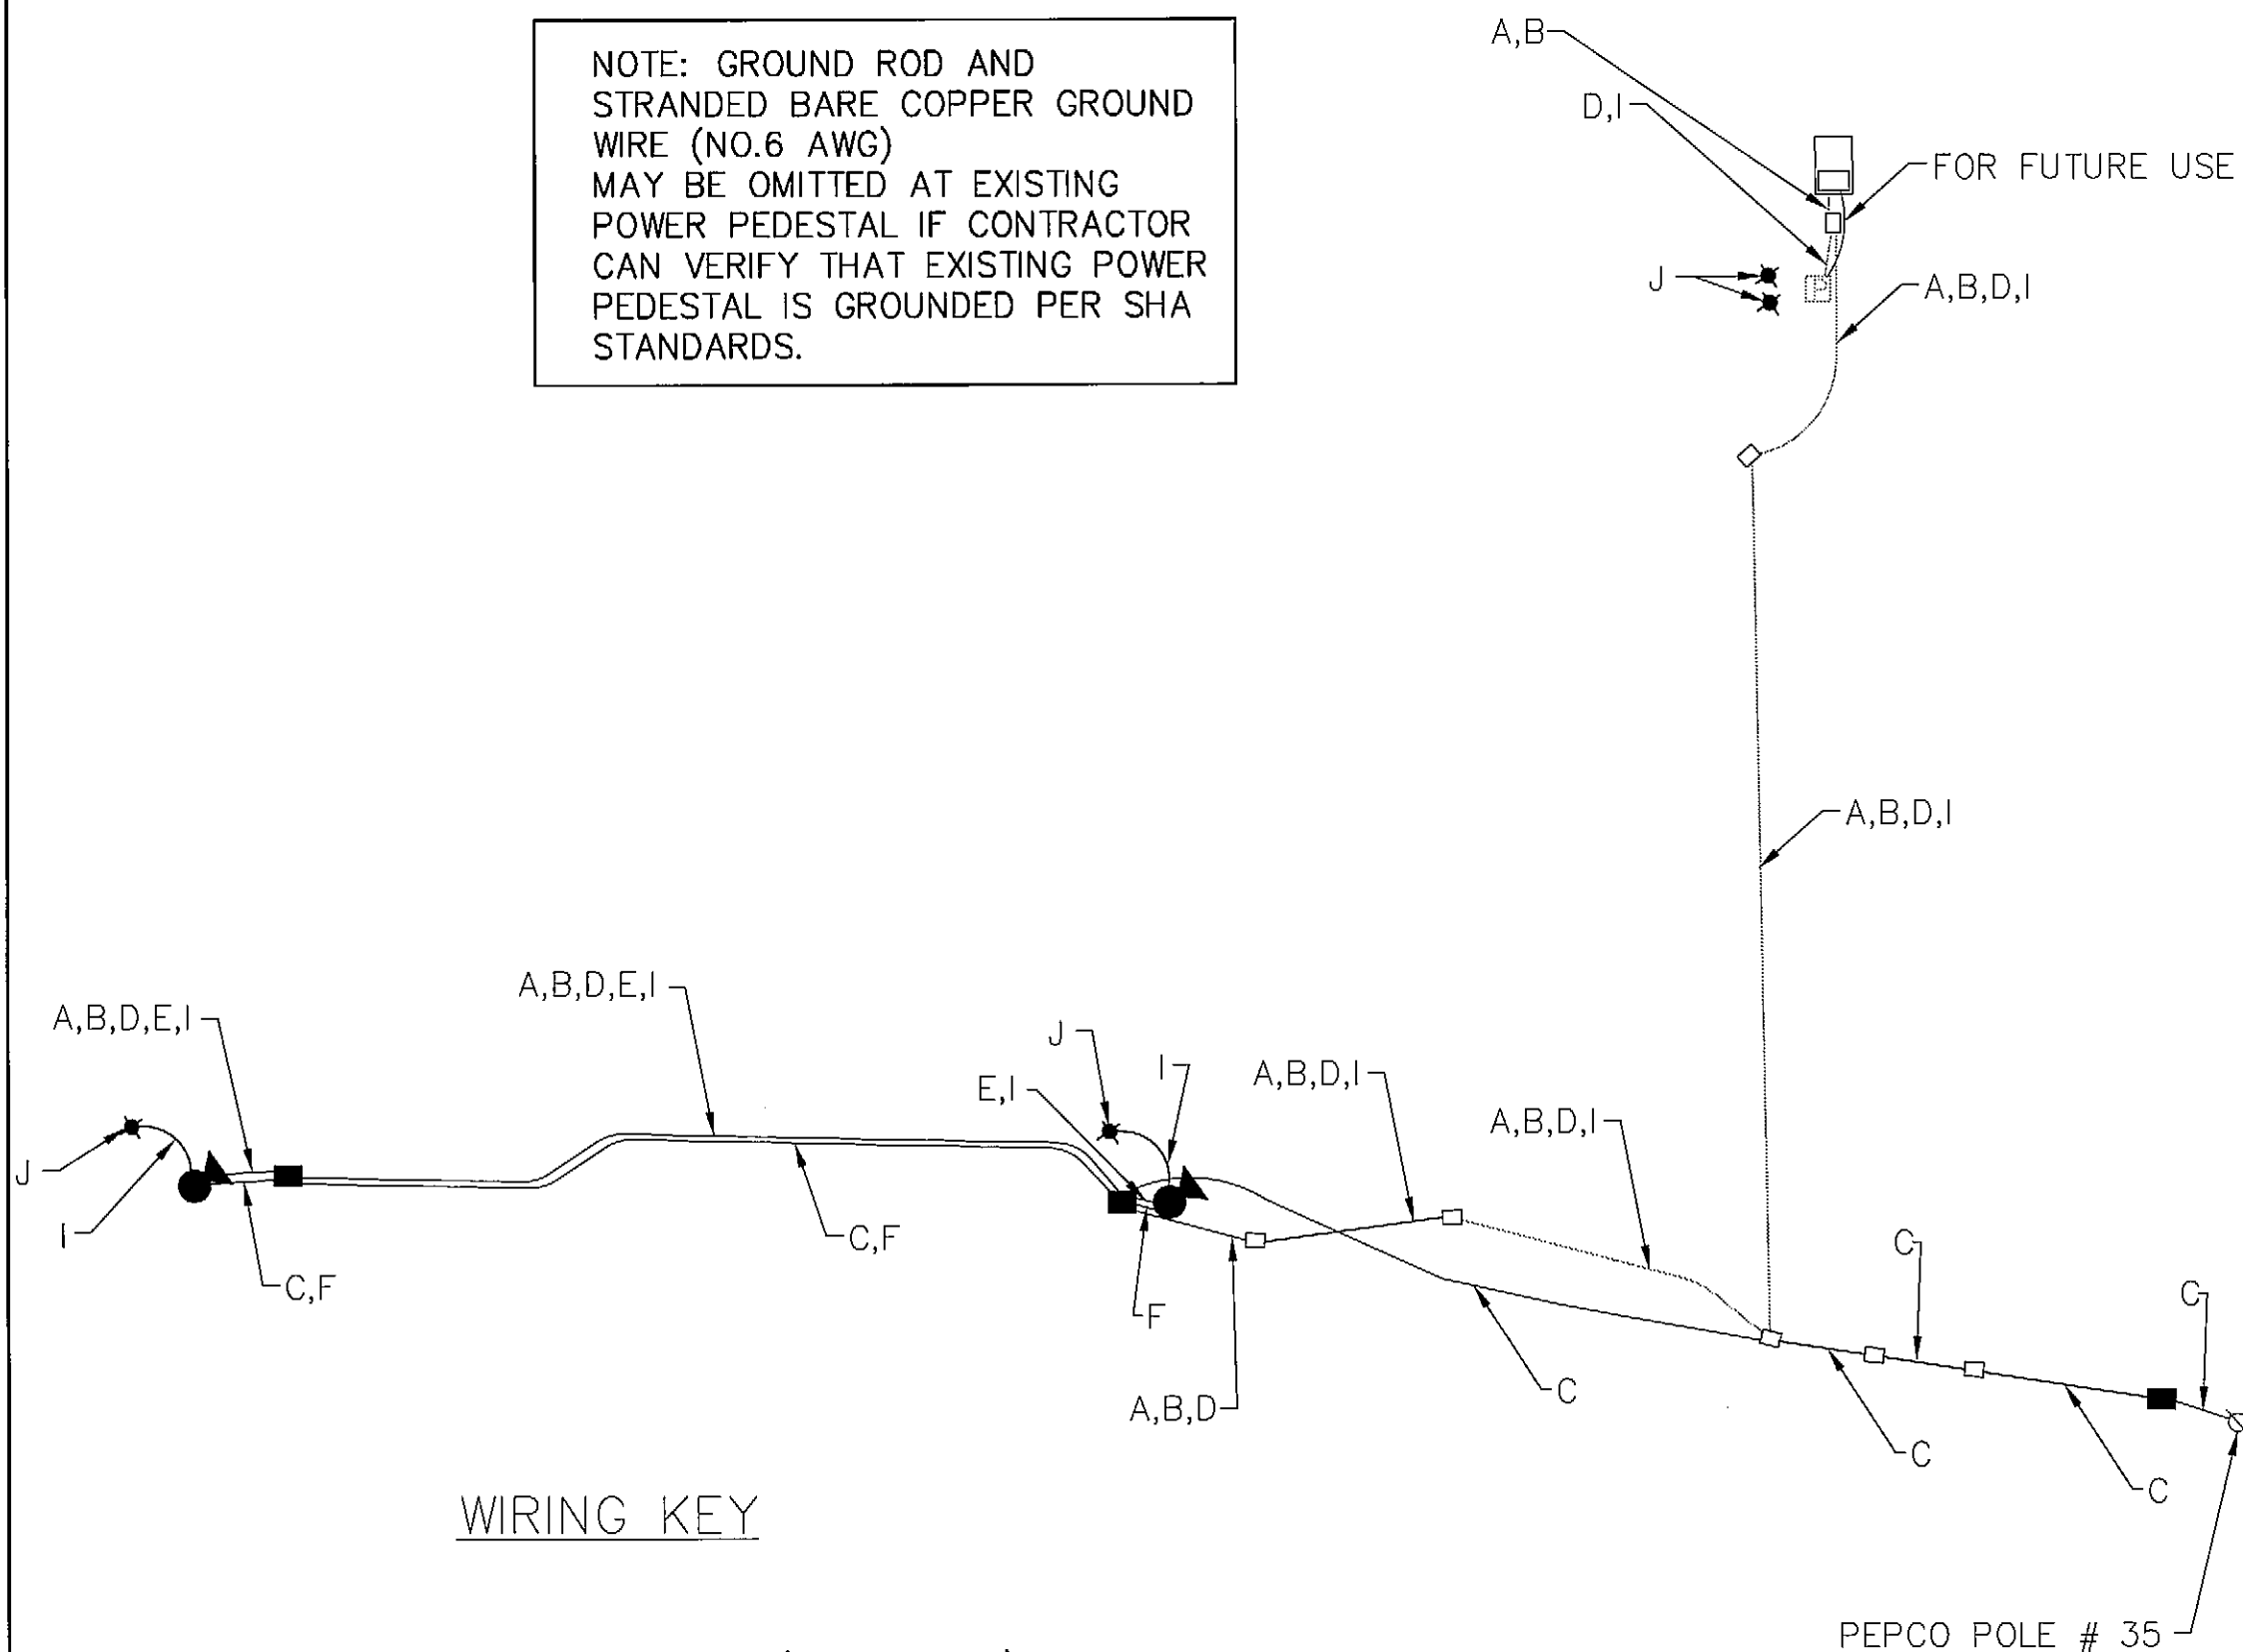 NOTE: GROUND ROD AND
STRANDED BARE COPPER GROUND
WIRE (NO.6 AWG)
MAY BE OMITTED AT EXISTING
POWER PEDESTAL IF CONTRACTOR
CAN VERIFY THAT EXISTING POWER
PEDESTAL IS GROUNDED PER SHA
STANDARDS.
A,B
D,I
FOR FUTURE USE
J
P
A,B,D,I
A,B,D,I
A,B,D,E,I
A,B,D,E,I
J
I
E,I
A,B,D,I
A,B,D,I
J
I
C,F
C,F
F
A,B,D
C
C
C
C
C
WIRING KEY
PEPCO POLE # 35